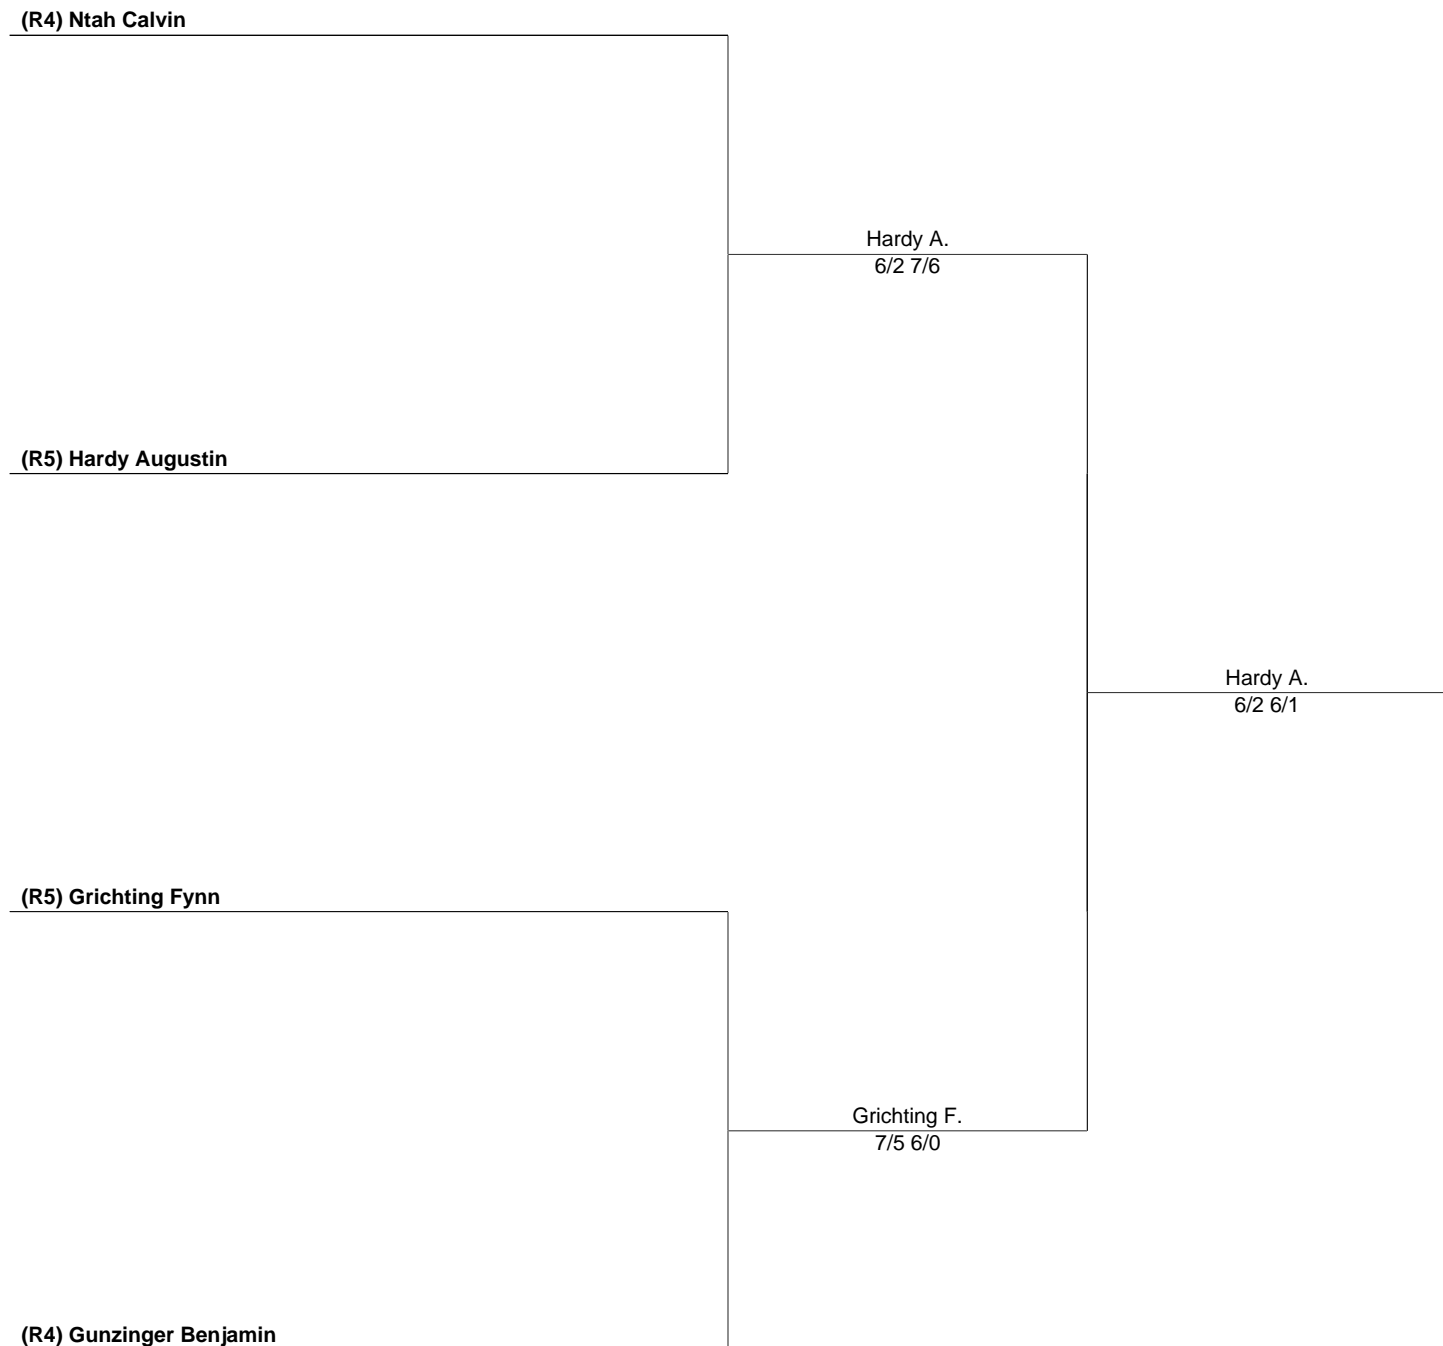 (R4) Ntah Calvin
Hardy A.
6/2 7/6
(R5) Hardy Augustin
Hardy A.
6/2 6/1
(R5) Grichting Fynn
Grichting F.
7/5 6/0
(R4) Gunzinger Benjamin